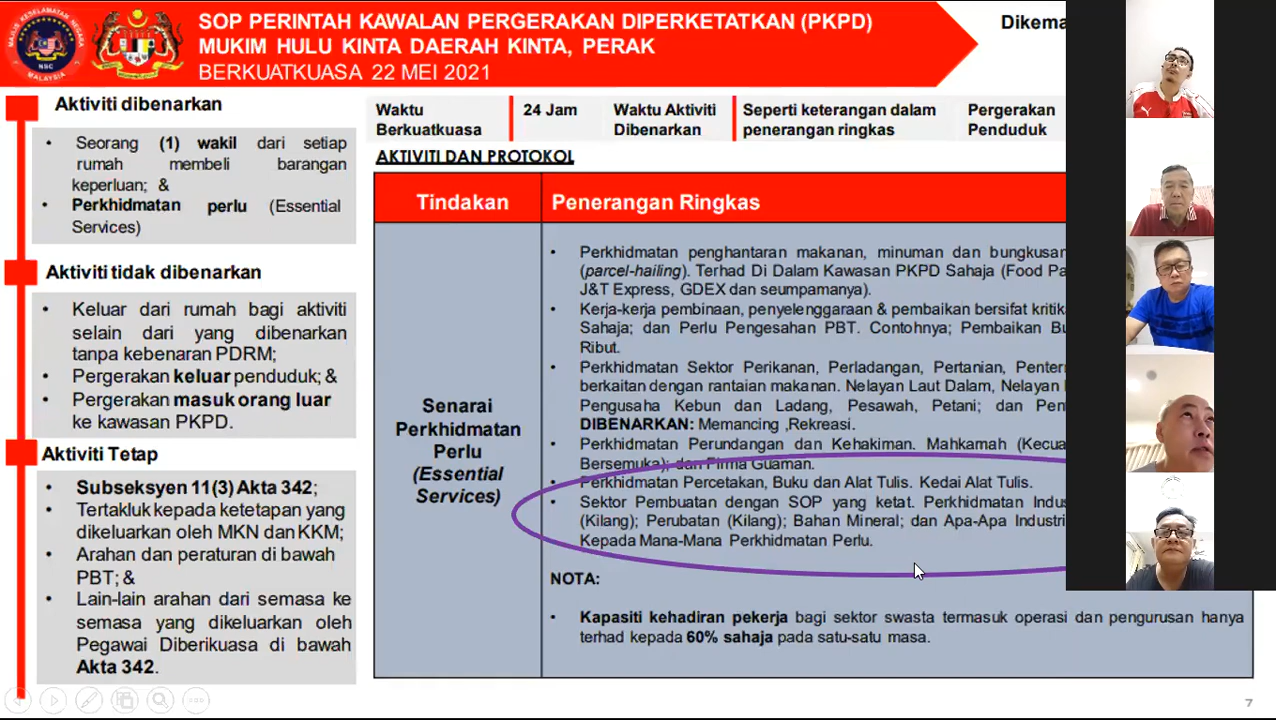 SOP PERINTAH KAWALAN PERGERAKAN DIPERKETATKAN (PKPD)
MUKIM HULU KINTA DAERAH KINTA, PERAK
BERKUATKUASA 22 MEI 2021
Dikema
NSC
MALAYSIA
Aktiviti dibenarkan
• Seorang (1) wakil dari setiap
rumah membeli barangan
keperluan; &
• Perkhidmatan perlu (Essential
Services)
Aktiviti tidak dibenarkan
• Keluar dari rumah bagi aktiviti
selain dari yang dibenarkan
tanpa kebenaran PDRM;
• Pergerakan keluar penduduk; &
• Pergerakan masuk orang luar
ke kawasan PKPD.
Aktiviti Tetap
• Subseksyen 11(3) Akta 342;
• Tertakluk kepada ketetapan yang
dikeluarkan oleh MKN dan KKM;
• Arahan dan peraturan di bawah
PBT; &
• Lain-lain arahan dari semasa ke
semasa yang dikeluarkan oleh
Pegawai Diberikuasa di bawah
Akta 342.
Waktu
Berkuatkuasa
24 Jam
Waktu Aktiviti
Dibenarkan
Seperti keterangan dalam
penerangan ringkas
Pergerakan
Penduduk
AKTIVITI DAN PROTOKOL
Tindakan
Penerangan Ringkas
Senarai
Perkhidmatan
Perlu
(Essential
Services)
• Perkhidmatan penghantaran makanan, minuman dan bungkusan
(parcel-hailing). Terhad Di Dalam Kawasan PKPD Sahaja (Food Pa
J&T Express, GDEX dan seumpamanya).
• Kerja-kerja pembinaan, penyelenggaraan & pembaikan bersifat kritika
Sahaja; dan Perlu Pengesahan PBT. Contohnya; Pembaikan Bu
Ribut.
• Perkhidmatan Sektor Perikanan, Perladangan, Pertanian, Pentern
berkaitan dengan rantaian makanan. Nelayan Laut Dalam, Nelayan
Pengusaha Kebun dan Ladang, Pesawah, Petani; dan Pen
DIBENARKAN: Memancing ,Rekreasi.
• Perkhidmatan Perundangan dan Kehakiman. Mahkamah (Kecua
Bersemuka); dan Firma Guaman.
• Perkhidmatan Percetakan, Buku dan Alat Tulis. Kedai Alat Tulis.
• Sektor Pembuatan dengan SOP yang ketat. Perkhidmatan Indus
(Kilang); Perubatan (Kilang); Bahan Mineral; dan Apa-Apa Industri
Kepada Mana-Mana Perkhidmatan Perlu.
NOTA:
• Kapasiti kehadiran pekerja bagi sektor swasta termasuk operasi dan pengurusan hanya
terhad kepada 60% sahaja pada satu-satu masa.
7